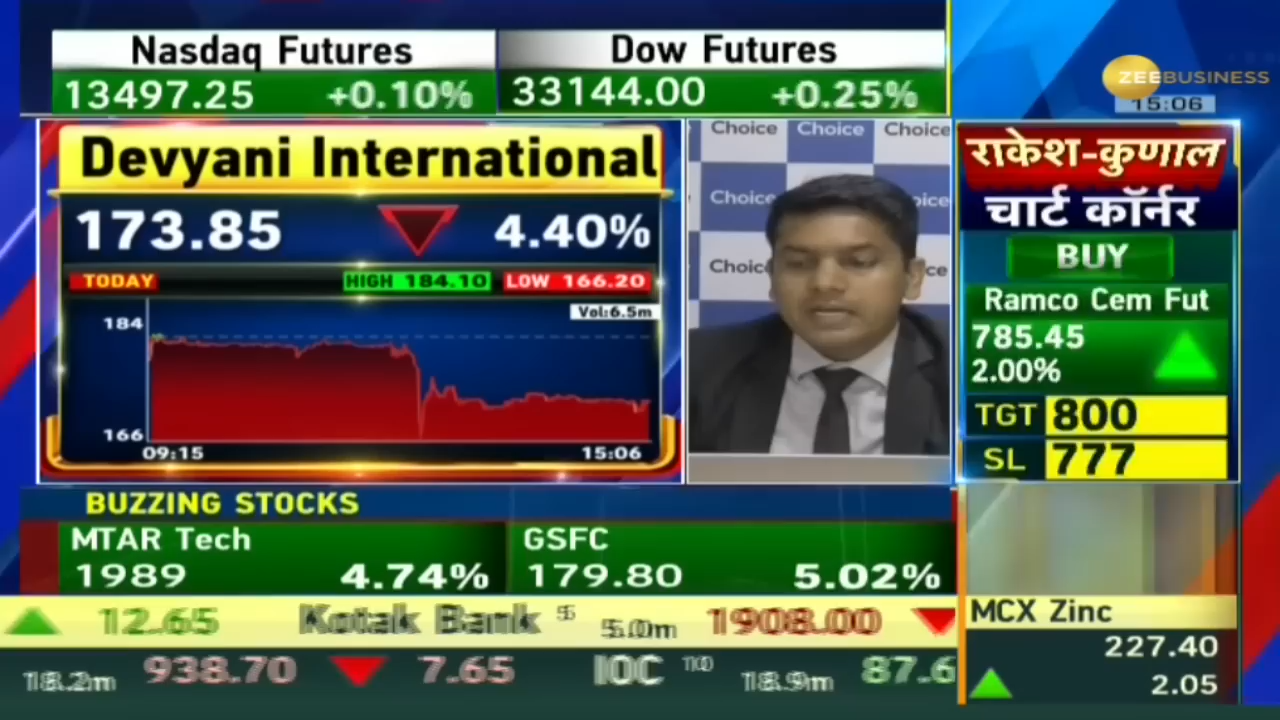 Nasdaq Futures
13497.25 +0.10%
Dow Futures
33144.00 +0.25%
ZEEBUSINESS
15:06
Devyani International
173.85 4.40%
TODAY HIGH 184.10 LOW 166.20
Vol:6.5m
184
166
09:15 15:06
Choice Choice Choice
Choice oice
Choice ce
राकेश-कुणाल
चार्ट कॉर्नर
BUY
Ramco Cem Fut
785.45
2.00%
TGT 800
SL 777
BUZZING STOCKS
MTAR Tech
1989 4.74%
GSFC
179.80 5.02%
12.65 Kotak Bank 5.0m 1908.00
18.2m 938.70 7.65 IOC 18.9m 87.6
MCX Zinc
227.40
2.05